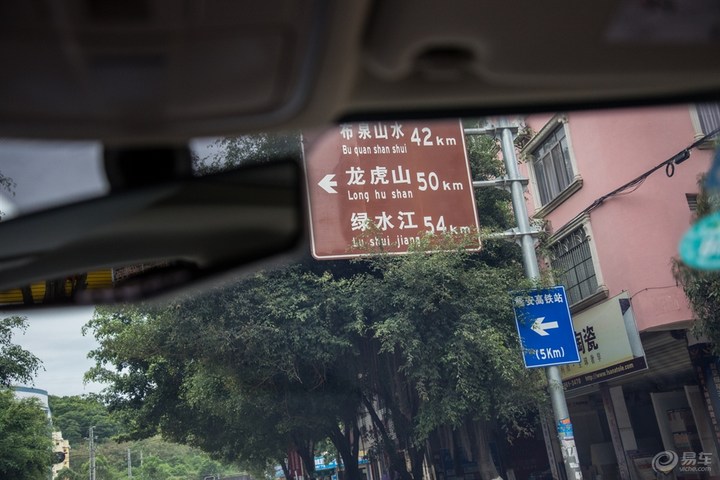 布泉山水 42km
Bu quan shan shui
龙虎山 50km
Long hu shan
绿水江 54km
Lu shui jiang
隆安高铁站
(5Km)
陶瓷
易车